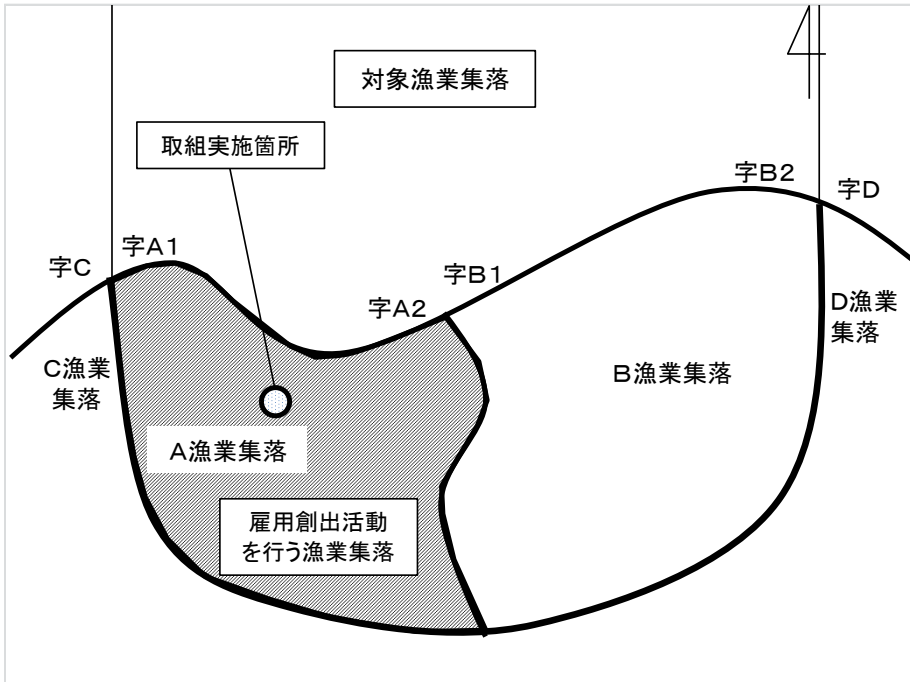 対象漁業集落
取組実施箇所
字B2
字D
字A1
字C
字B1
字A2
D漁業
集落
C漁業
集落
B漁業集落
A漁業集落
雇用創出活動
を行う漁業集落